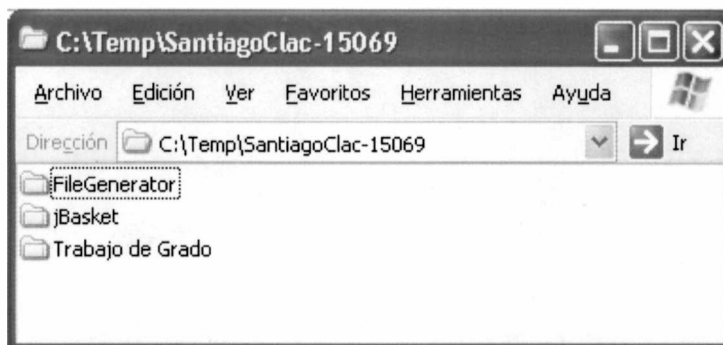 C:\Temp\SantiagoClac-15069
Archivo Edición Ver Favoritos Herramientas Ayuda
Dirección C:\Temp\SantiagoClac-15069 Ir
FileGenerator
jBasket
Trabajo de Grado